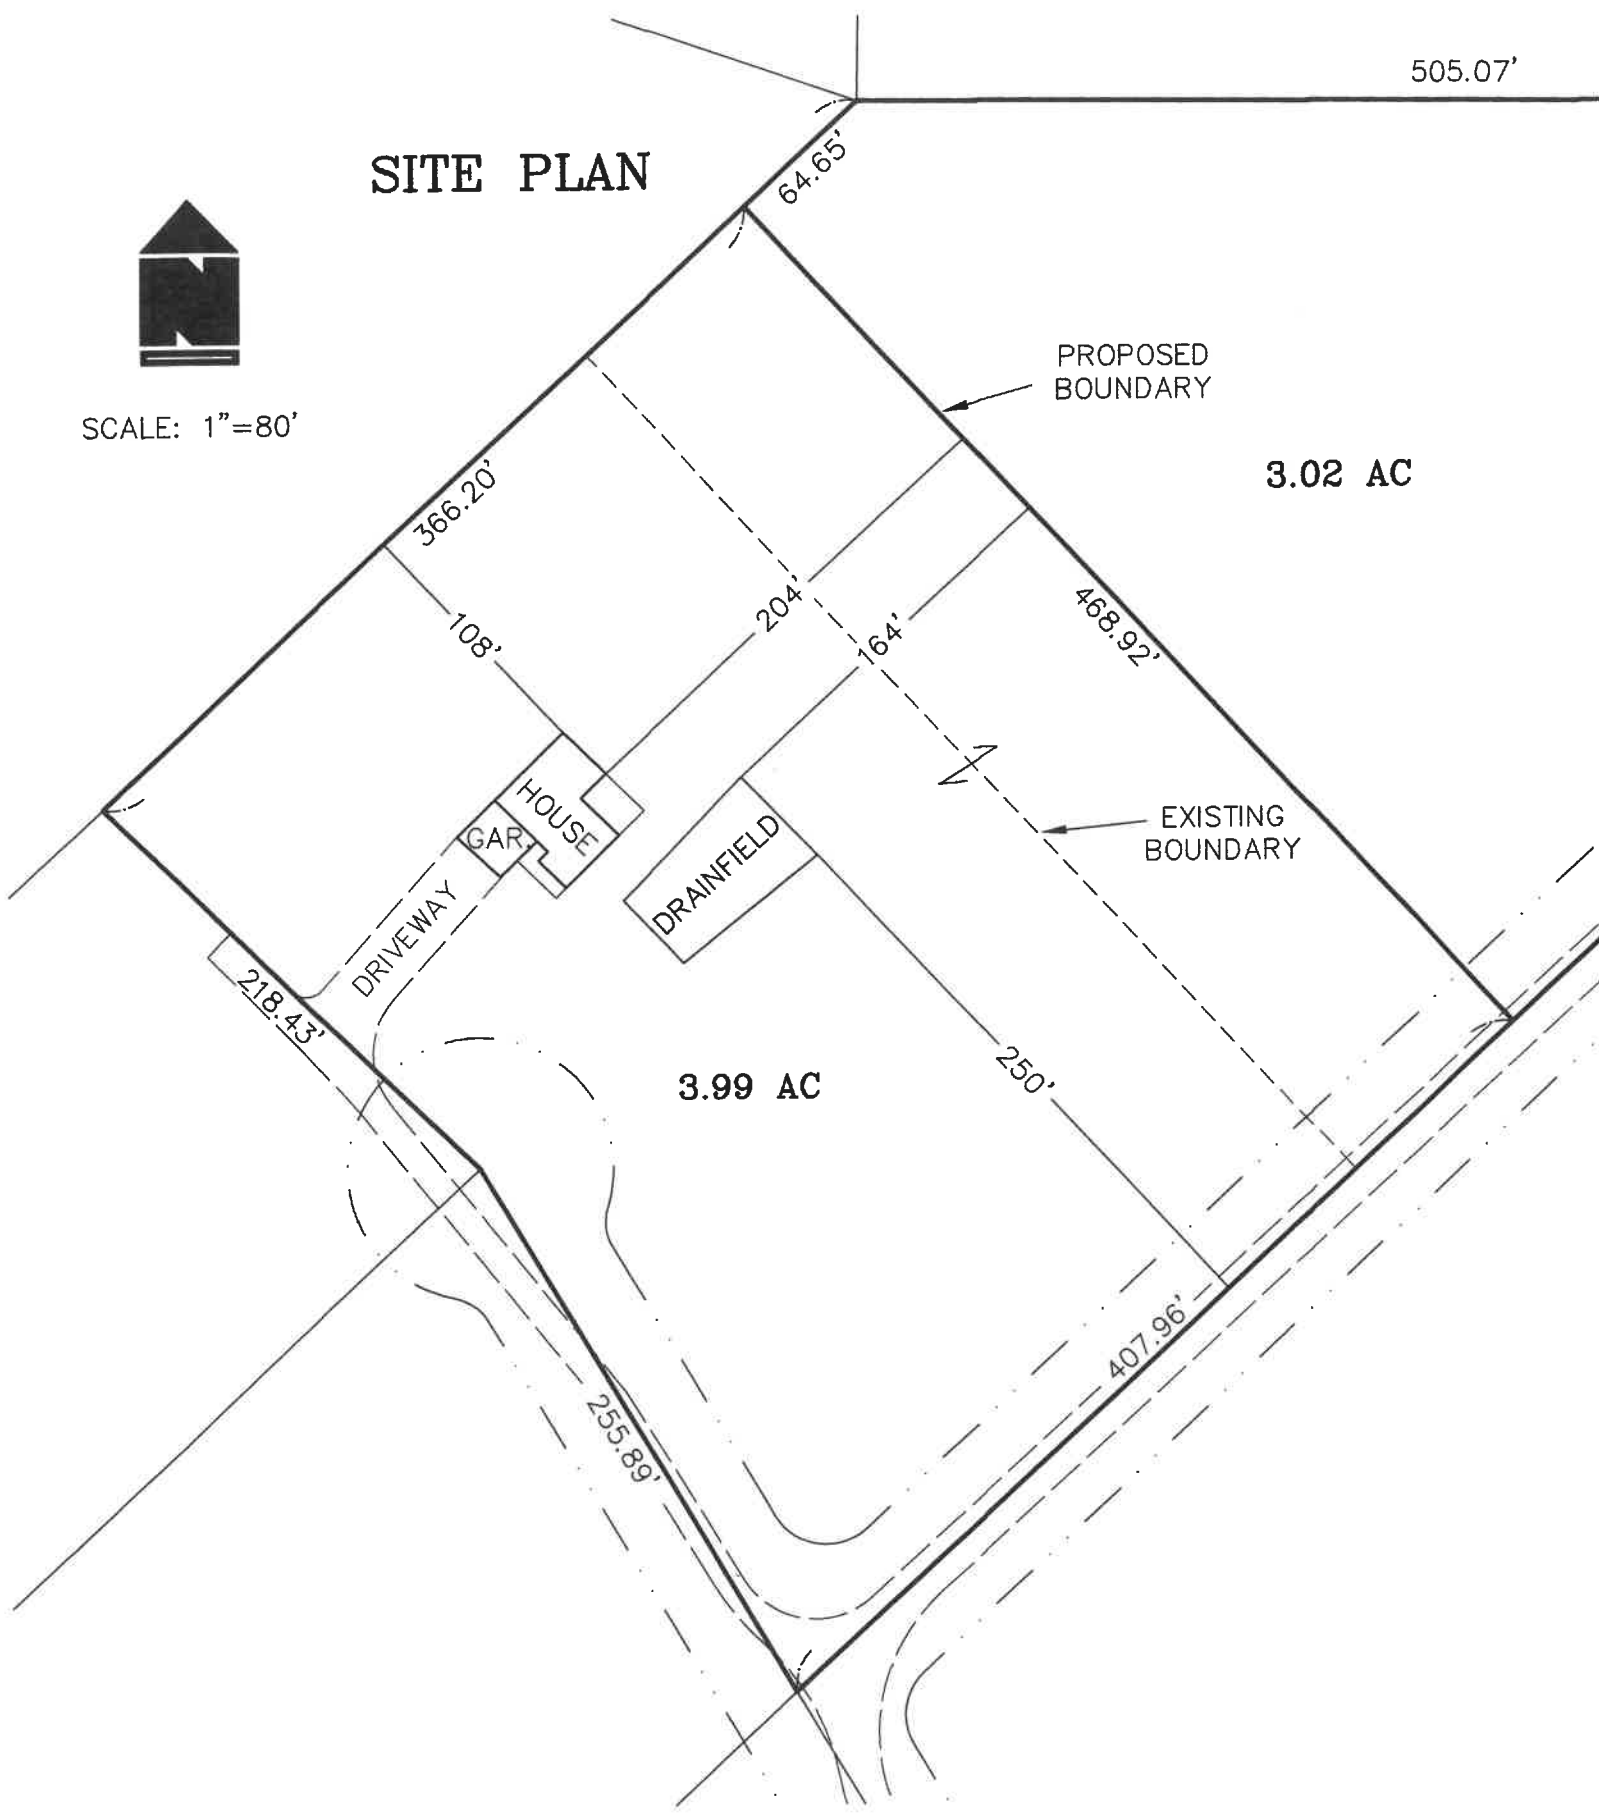 505.07'
64.65'
SITE PLAN
N
SCALE: 1"=80'
PROPOSED
BOUNDARY
3.02 AC
366.20'
108'
204'
164'
468.92'
HOUSE
GAR.
DRAINFIELD
EXISTING
BOUNDARY
DRIVEWAY
218.43'
3.99 AC
250'
407.96'
255.89'